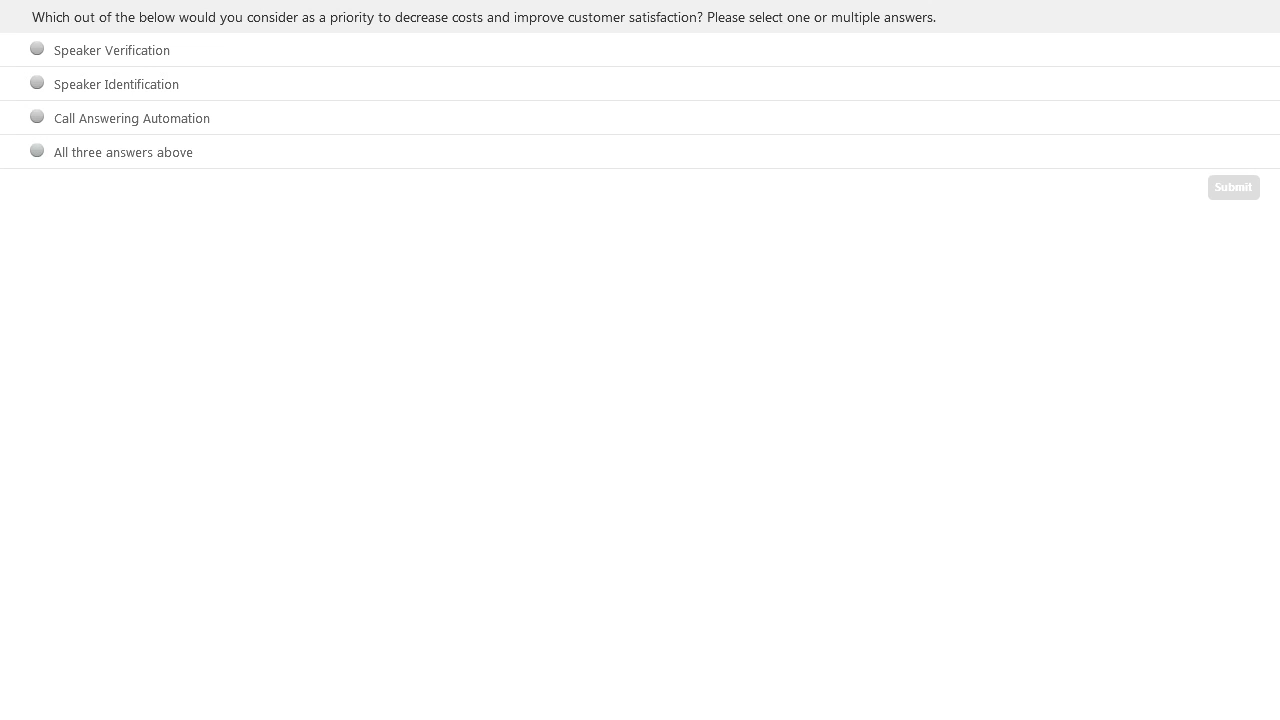 Which out of the below would you consider as a priority to decrease costs and improve customer satisfaction? Please select one or multiple answers.
Speaker Verification
Speaker Identification
Call Answering Automation
All three answers above
Submit